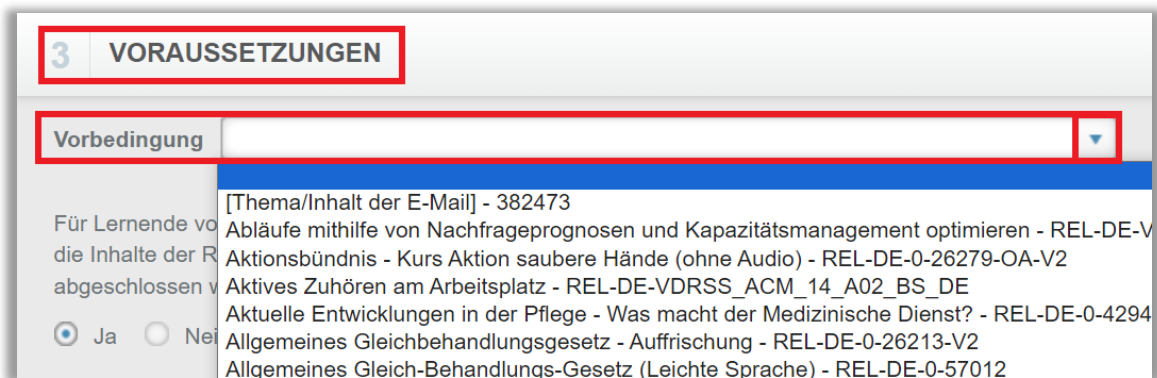 3 VORAUSSETZUNGEN
Vorbedingung
[Thema/Inhalt der E-Mail] - 382473
Für Lernende vo
Abläufe mithilfe von Nachfrageprognosen und Kapazitätsmanagement optimieren - REL-DE-V
die Inhalte der R
Aktionsbündnis - Kurs Aktion saubere Hände (ohne Audio) - REL-DE-0-26279-OA-V2
abgeschlossen
Aktives Zuhören am Arbeitsplatz - REL-DE-VDRSS_ACM_14_A02_BS_DE
Aktuelle Entwicklungen in der Pflege - Was macht der Medizinische Dienst? - REL-DE-0-4294
Ja Nei
Allgemeines Gleichbehandlungsgesetz - Auffrischung - REL-DE-0-26213-V2
Allgemeines Gleich-Behandlungs-Gesetz (Leichte Sprache) - REL-DE-0-57012